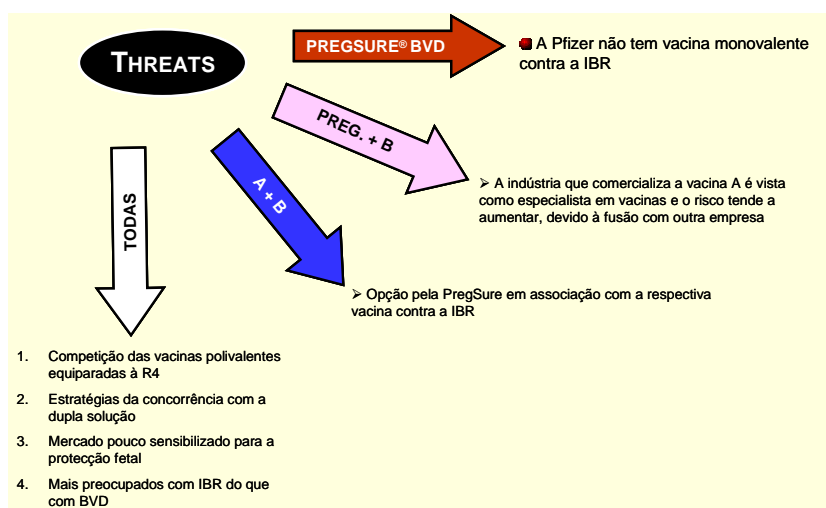 THREATS
PREGSURE® BVD
A Pfizer não tem vacina monovalente
contra a IBR
PREG. + B
➢ A indústria que comercializa a vacina A é vista
como especialista em vacinas e o risco tende a
aumentar, devido à fusão com outra empresa
A + B
➢ Opção pela PregSure em associação com a respectiva
vacina contra a IBR
TODAS
1. Competição das vacinas polivalentes
equiparadas à R4
2. Estratégias da concorrência com a
dupla solução
3. Mercado pouco sensibilizado para a
protecção fetal
4. Mais preocupados com IBR do que
com BVD